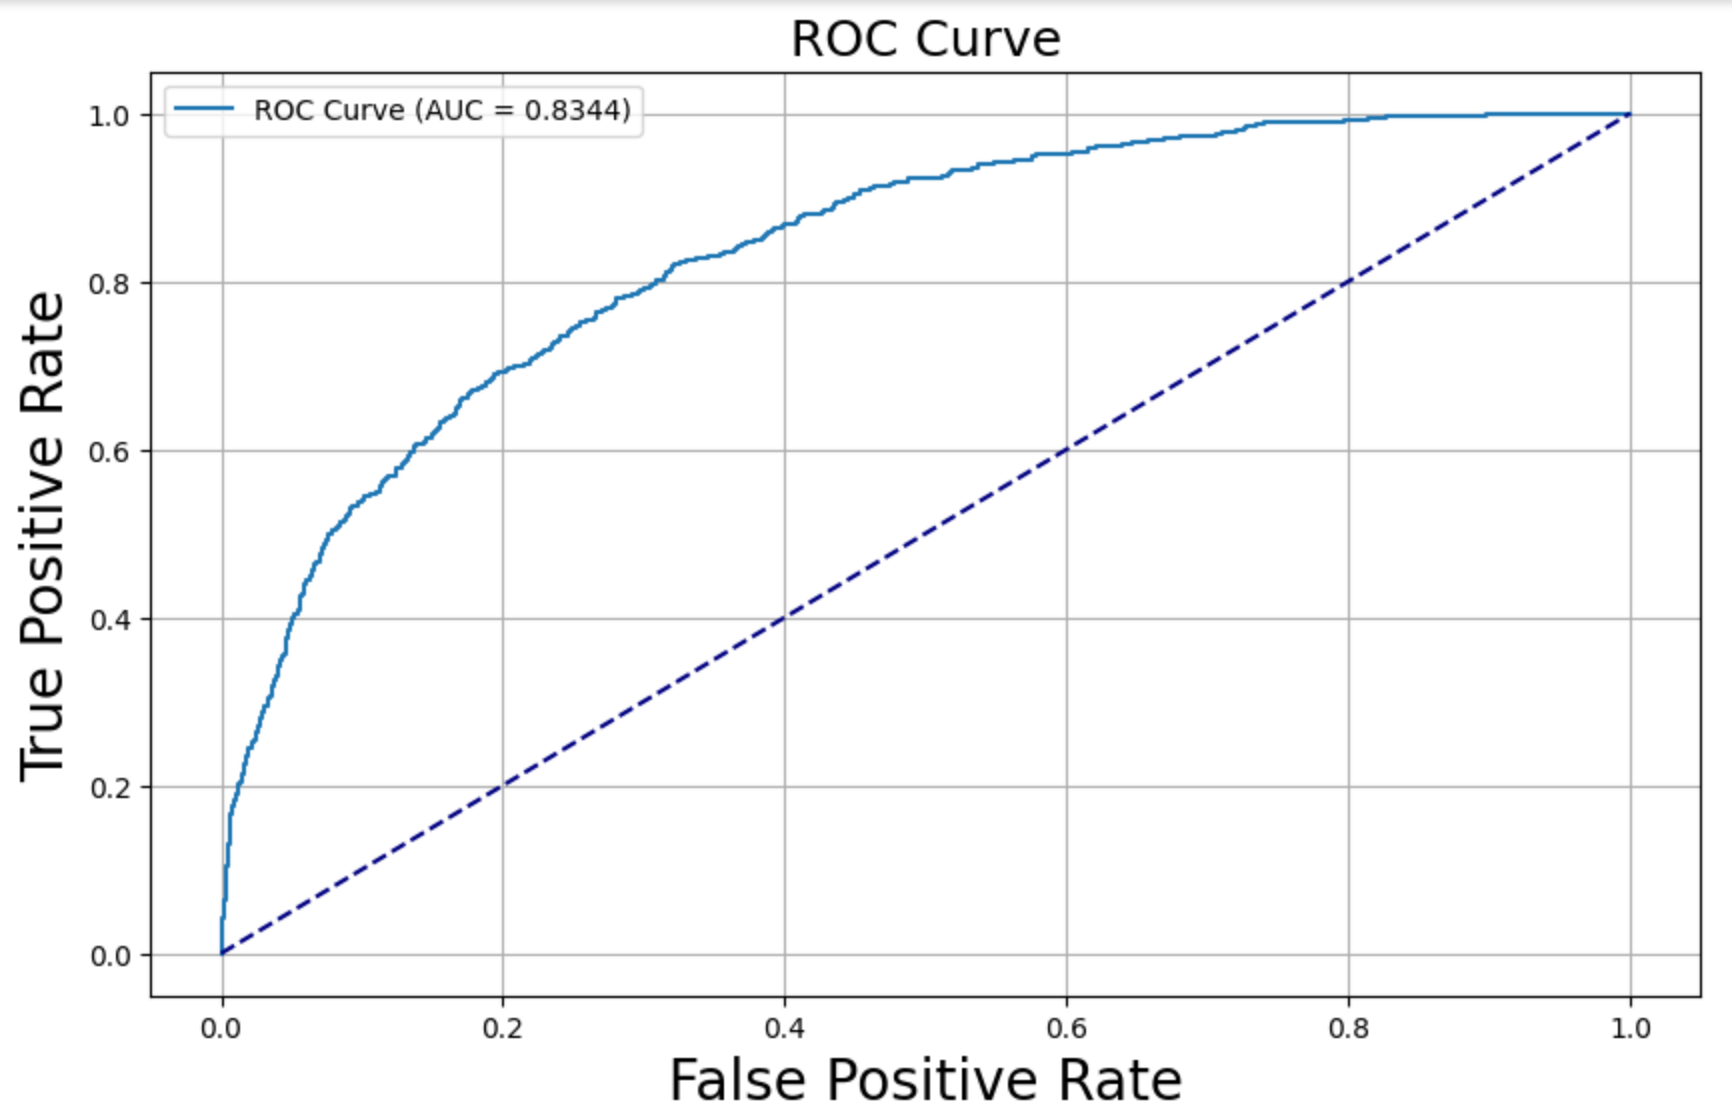 ROC Curve
ROC Curve (AUC = 0.8344)
True Positive Rate
1.0
0.8
0.6
0.4
0.2
0.0
0.0 0.2 0.4 0.6 0.8 1.0
False Positive Rate